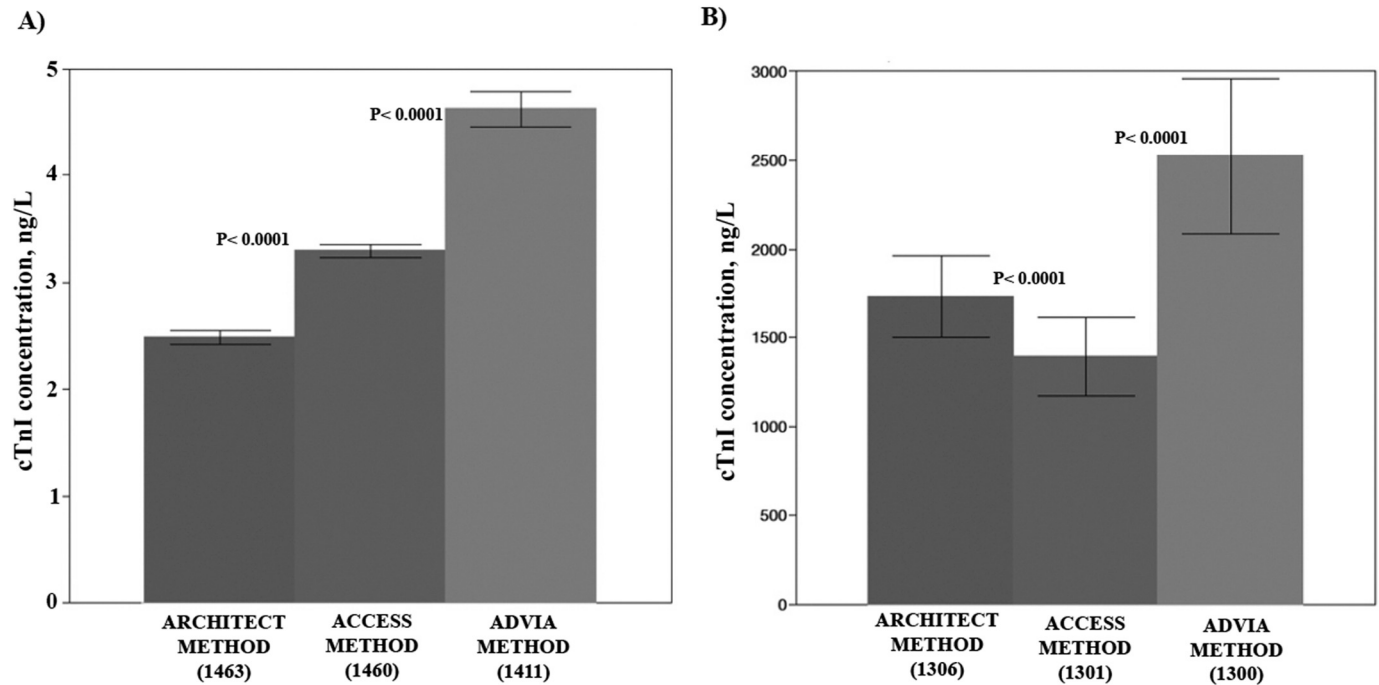 A)
cTnI concentration, ng/L
5
4
3
2
1
0
P< 0.0001
P< 0.0001
ARCHITECT
METHOD
(1463)
ACCESS
METHOD
(1460)
ADVIA
METHOD
(1411)
B)
cTnI concentration, ng/L
3000
2500
2000
1500
1000
500
0
P< 0.0001
P< 0.0001
ARCHITECT
METHOD
(1306)
ACCESS
METHOD
(1301)
ADVIA
METHOD
(1300)